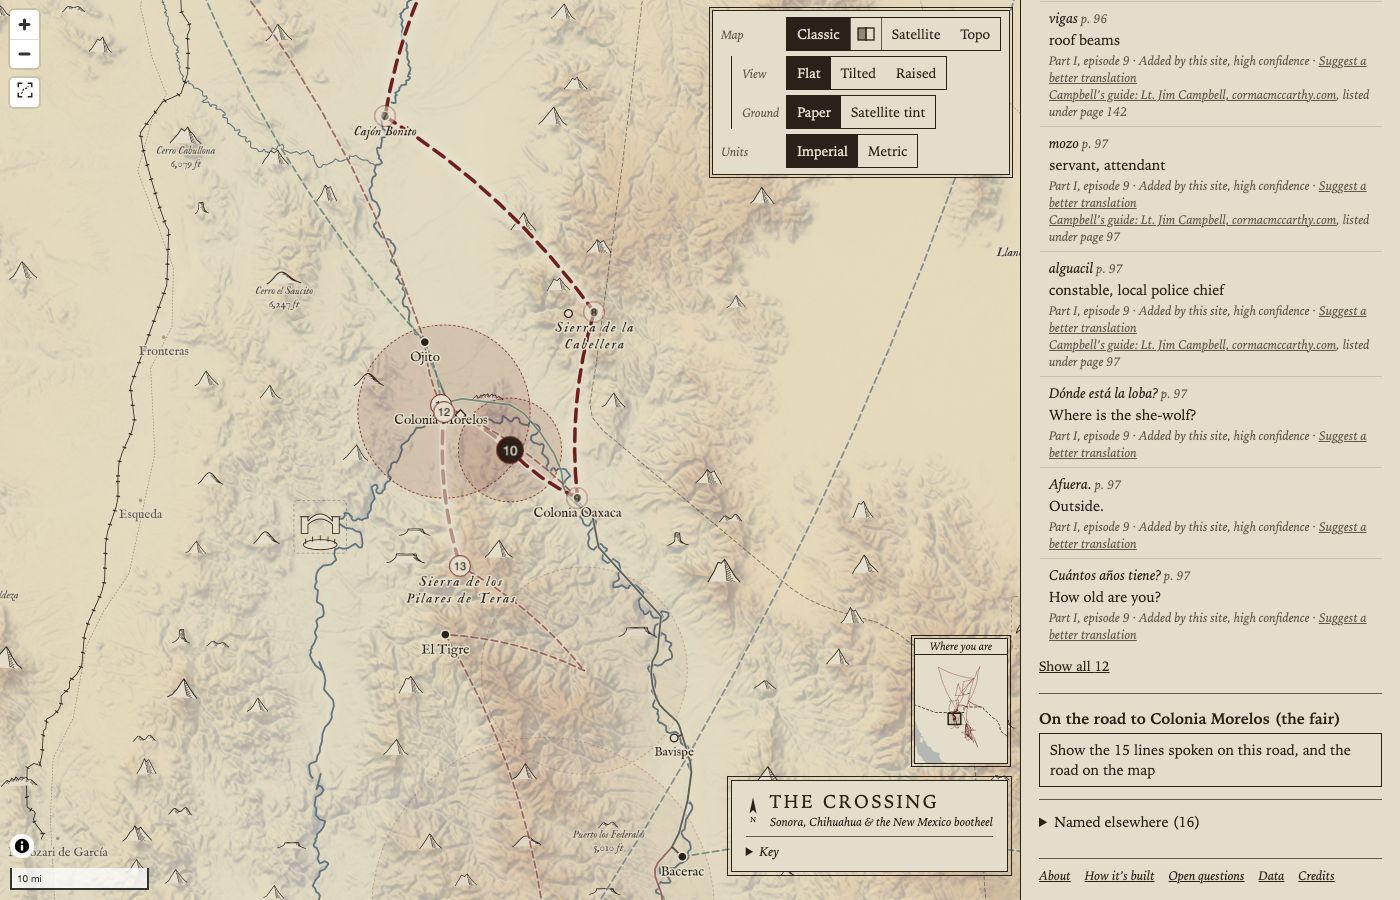 +
−
Map
Classic
Satellite
Topo
View
Flat
Tilted
Raised
Ground
Paper
Satellite tint
Units
Imperial
Metric
Cajón Bonito
Cerro Cabullona
6,079 ft
Cerro el Saucito
6,247 ft
Llano
Sierra de la
Cabellera
Fronteras
Ojito
12
Colonia Morelos
10
9
Colonia Oaxaca
Esqueda
13
Sierra de los
Pilares de Teras
El Tigre
Bavispe
Puerto los Federales
5,010 ft
Bacerac
de García
10 mi
Where you are
N
THE CROSSING
Sonora, Chihuahua & the New Mexico bootheel
Key
vigas p. 96
roof beams
Part I, episode 9 · Added by this site, high confidence · Suggest a
better translation
Campbell’s guide: Lt. Jim Campbell, cormacmccarthy.com, listed
under page 142
mozo p. 97
servant, attendant
Part I, episode 9 · Added by this site, high confidence · Suggest a
better translation
Campbell’s guide: Lt. Jim Campbell, cormacmccarthy.com, listed
under page 97
alguacil p. 97
constable, local police chief
Part I, episode 9 · Added by this site, high confidence · Suggest a
better translation
Campbell’s guide: Lt. Jim Campbell, cormacmccarthy.com, listed
under page 97
Dónde está la loba? p. 97
Where is the she-wolf?
Part I, episode 9 · Added by this site, high confidence · Suggest a
better translation
Afuera. p. 97
Outside.
Part I, episode 9 · Added by this site, high confidence · Suggest a
better translation
Cuántos años tiene? p. 97
How old are you?
Part I, episode 9 · Added by this site, high confidence · Suggest a
better translation
Show all 12
On the road to Colonia Morelos (the fair)
Show the 15 lines spoken on this road, and the
road on the map
Named elsewhere (16)
About
How it’s built
Open questions
Data
Credits